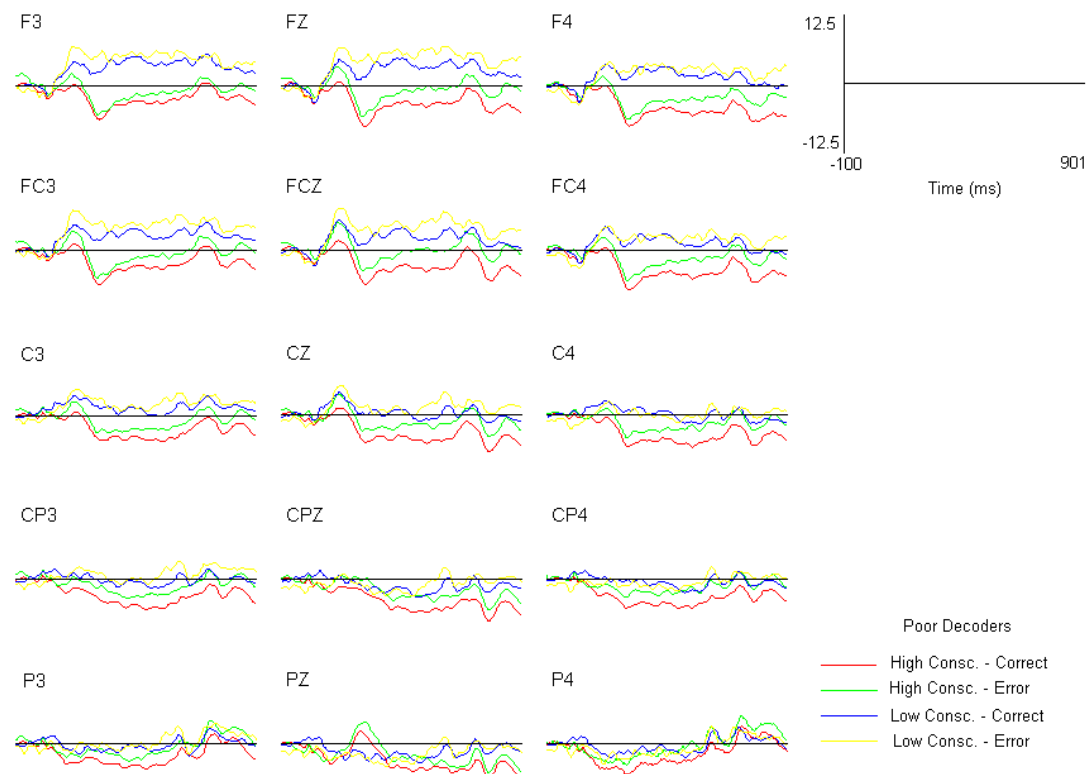 F3
FZ
F4
12.5
-12.5
-100
901
Time (ms)
FC3
FCZ
FC4
C3
CZ
C4
CP3
CPZ
CP4
Poor Decoders
High Consc. - Correct
High Consc. - Error
Low Consc. - Correct
Low Consc. - Error
P3
PZ
P4